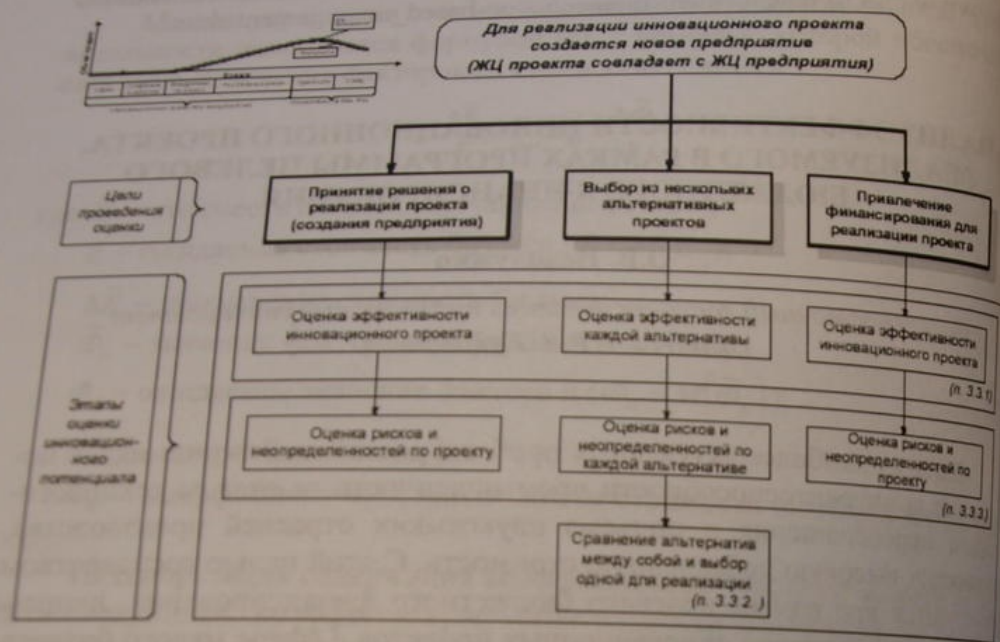 Для реализации инновационного проекта
создается новое предприятие
(ЖЦ проекта совпадает с ЖЦ предприятия)
Цели
проведения
оценки
Принятие решения о
реализации проекта
(создания предприятия)
Выбор из нескольких
альтернативных
проектов
Привлечение
финансирования для
реализации проекта
Этапы
оценки
инновацион-
ного
потенциала
Оценка эффективности
инновационного проекта
Оценка эффективности
каждой альтернативы
Оценка эффективности
инновационного проекта
(п. 3.3.1)
Оценка рисков и
неопределенностей по проекту
Оценка рисков и
неопределенностей по
каждой альтернативе
Оценка рисков и
неопределенностей по
проекту
(п. 3.3.3)
Сравнение альтернатив
между собой и выбор
одной для реализации
(п. 3.3.2. )